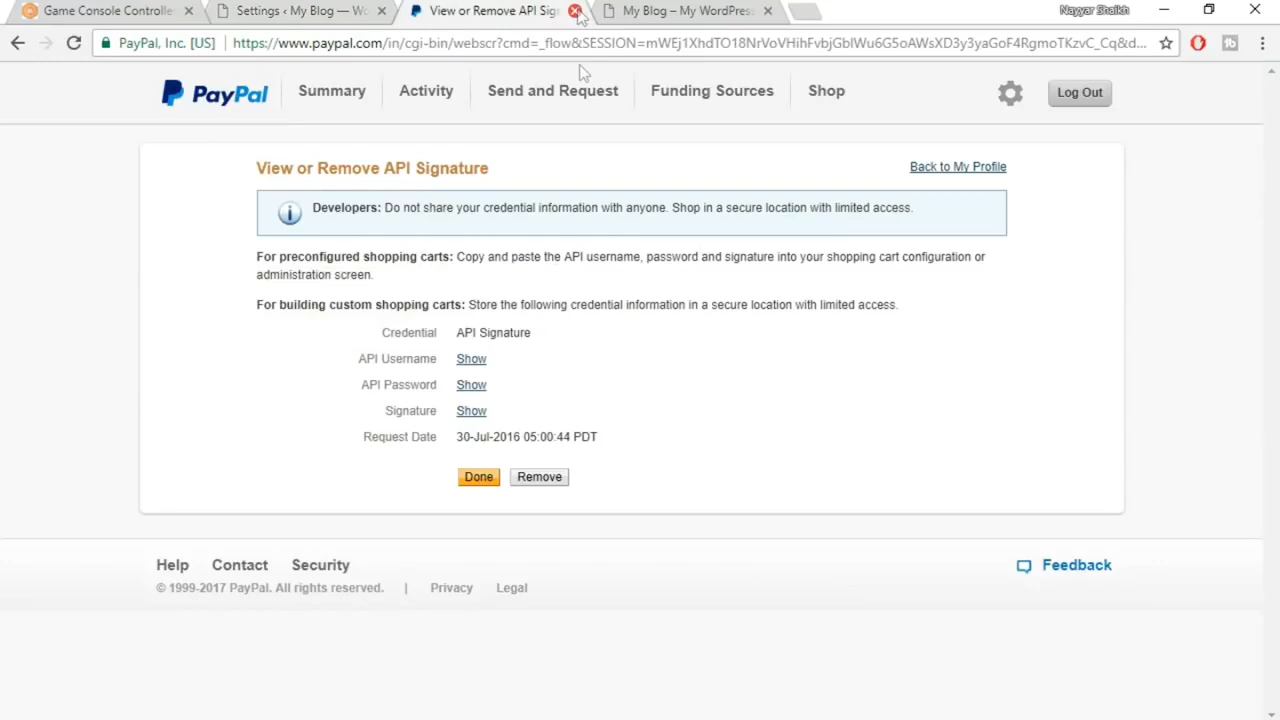 Game Console Controlle
Settings ‹ My Blog — Wo
View or Remove API Sig
My Blog – My WordPress
Nayyar Shaikh
PayPal, Inc. [US]
https://www.paypal.com/in/cgi-bin/webscr?cmd=_flow&SESSION=mWEj1XhdTO18NrVoVHihFvbjGbIWu6G5oAWsXD3y3yaGoF4RgmoTKzvC_Cq&d...
PayPal
Summary
Activity
Send and Request
Funding Sources
Shop
Log Out
View or Remove API Signature
Back to My Profile
Developers: Do not share your credential information with anyone. Shop in a secure location with limited access.
For preconfigured shopping carts: Copy and paste the API username, password and signature into your shopping cart configuration or
administration screen.
For building custom shopping carts: Store the following credential information in a secure location with limited access.
Credential API Signature
API Username Show
API Password Show
Signature Show
Request Date 30-Jul-2016 05:00:44 PDT
Done Remove
Help Contact Security
Feedback
© 1999-2017 PayPal. All rights reserved. | Privacy Legal